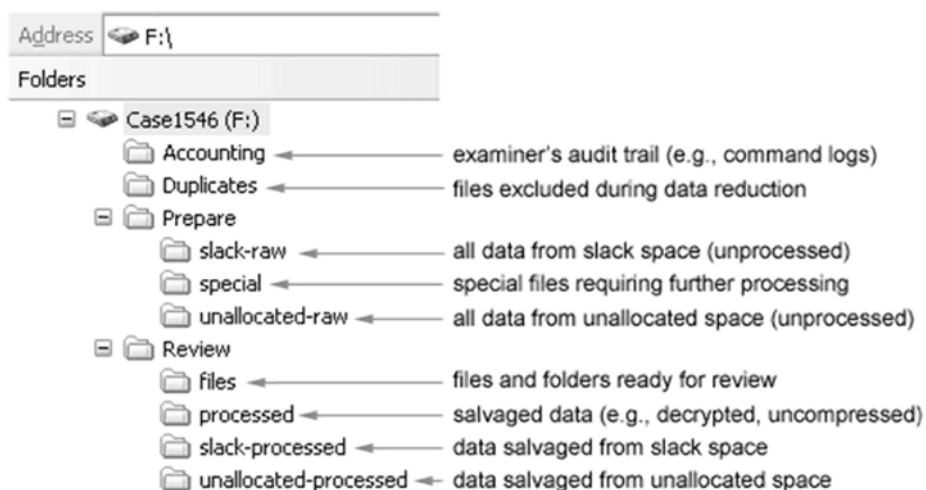 Address F:\
Folders
Case1546 (F:)
Accounting examiner's audit trail (e.g., command logs)
Duplicates files excluded during data reduction
Prepare
slack-raw all data from slack space (unprocessed)
special special files requiring further processing
unallocated-raw all data from unallocated space (unprocessed)
Review
files files and folders ready for review
processed salvaged data (e.g., decrypted, uncompressed)
slack-processed data salvaged from slack space
unallocated-processed data salvaged from unallocated space